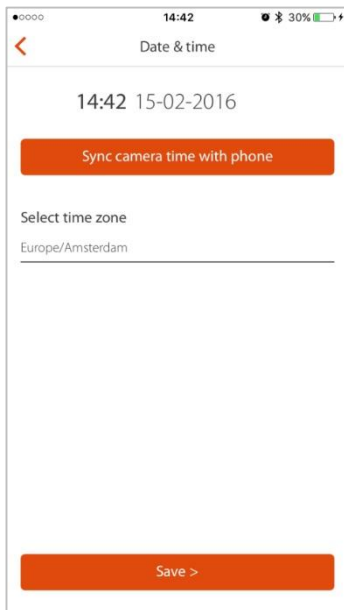 14:42
30%
Date & time
14:42 15-02-2016
Sync camera time with phone
Select time zone
Europe/Amsterdam
Save >